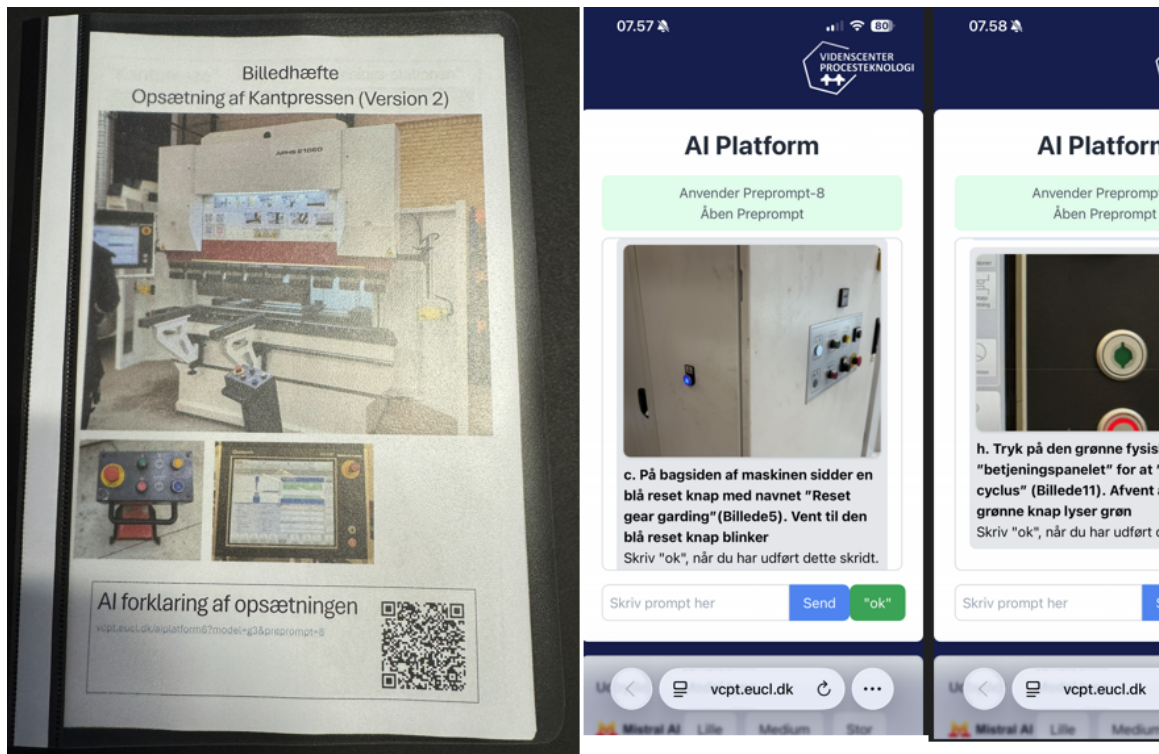 Billedhæfte
Opsætning af Kantpressen (Version 2)
APHS 21060
AI forklaring af opsætningen
vcpt.eucl.dk/aiplatform6?model=g3&preprompt=8
07.57
80
VIDENSCENTER
PROCESTEKNOLOGI
AI Platform
Anvender Preprompt-8
Åben Preprompt
c. På bagsiden af maskinen sidder en
blå reset knap med navnet "Reset
gear garding"(Billede5). Vent til den
blå reset knap blinker
Skriv "ok", når du har udført dette skridt.
Skriv prompt her
Send
"ok"
vcpt.eucl.dk
Mistral AI Lille Medium Stor
07.58
AI Platform
Anvender Preprompt
Åben Preprompt
h. Tryk på den grønne fysis
"betjeningspanelet" for at "
cyclus" (Billede11). Afvent a
grønne knap lyser grøn
Skriv "ok", når du har udført d
Skriv prompt her
S
vcpt.eucl.dk
Mistral AI Lille Medium